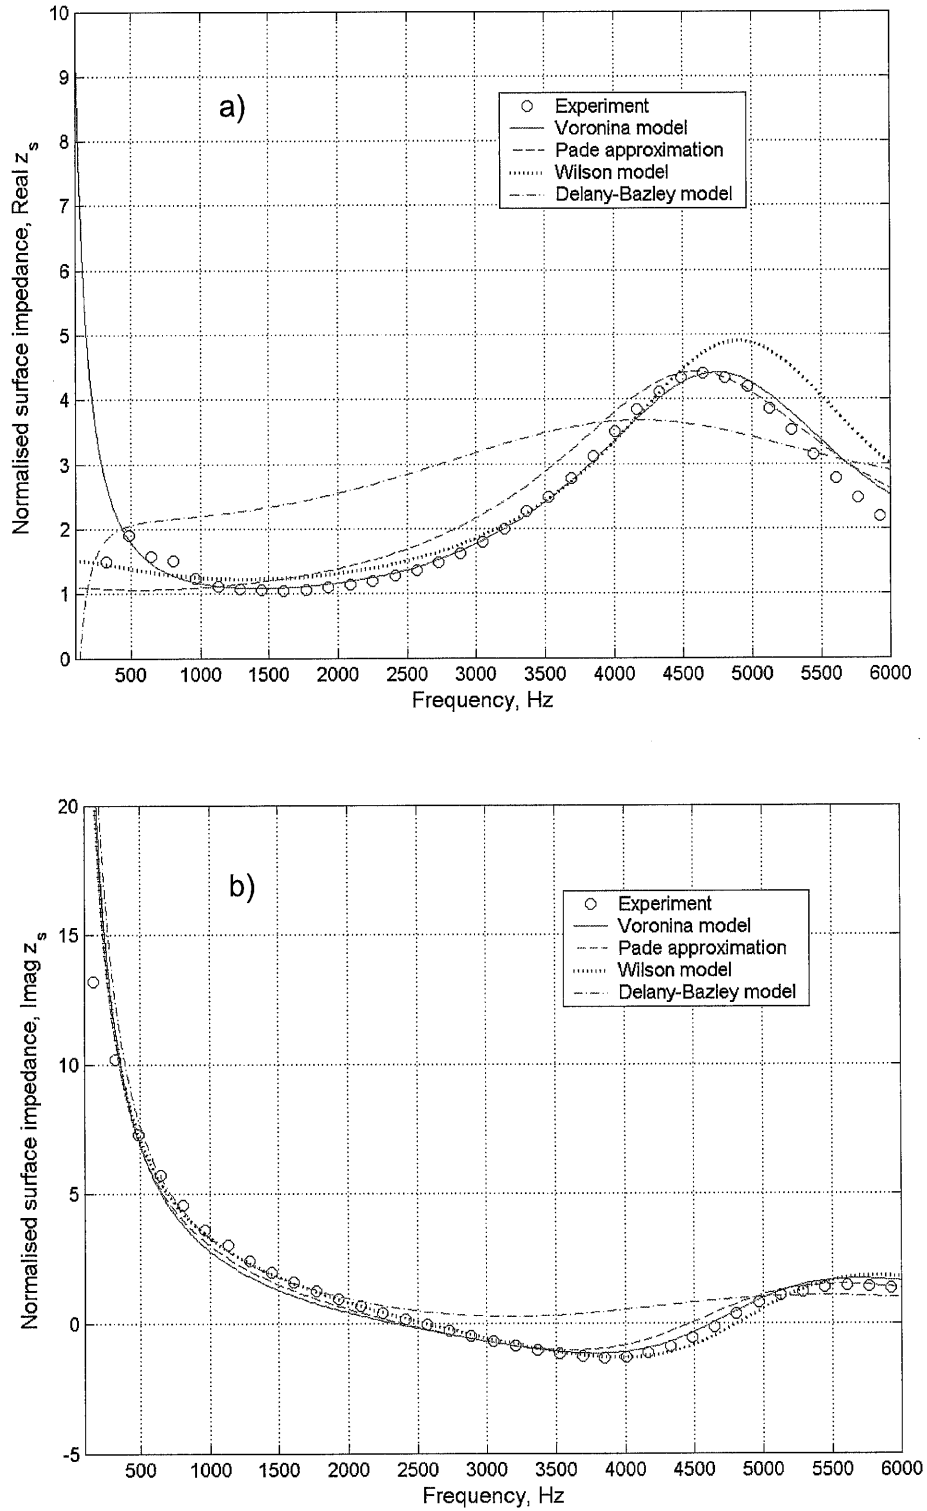 10
9
8
7
6
5
4
3
2
1
0
Normalised surface impedance, Real z s
a)
Experiment
Voronina model
Pade approximation
Wilson model
Delany-Bazley model
500 1000 1500 2000 2500 3000 3500 4000 4500 5000 5500 6000
Frequency, Hz
20
15
10
5
0
-5
Normalised surface impedance, Imag z s
b)
Experiment
Voronina model
Pade approximation
Wilson model
Delany-Bazley model
500 1000 1500 2000 2500 3000 3500 4000 4500 5000 5500 6000
Frequency, Hz